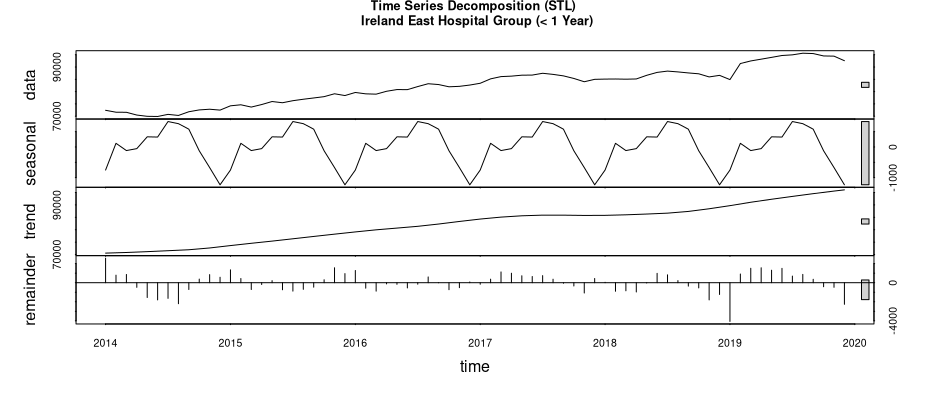 Time Series Decomposition (STL)
Ireland East Hospital Group (< 1 Year)
data
70000 90000
seasonal
-1000 0
trend
70000 90000
remainder
-4000 0
2014 2015 2016 2017 2018 2019 2020
time